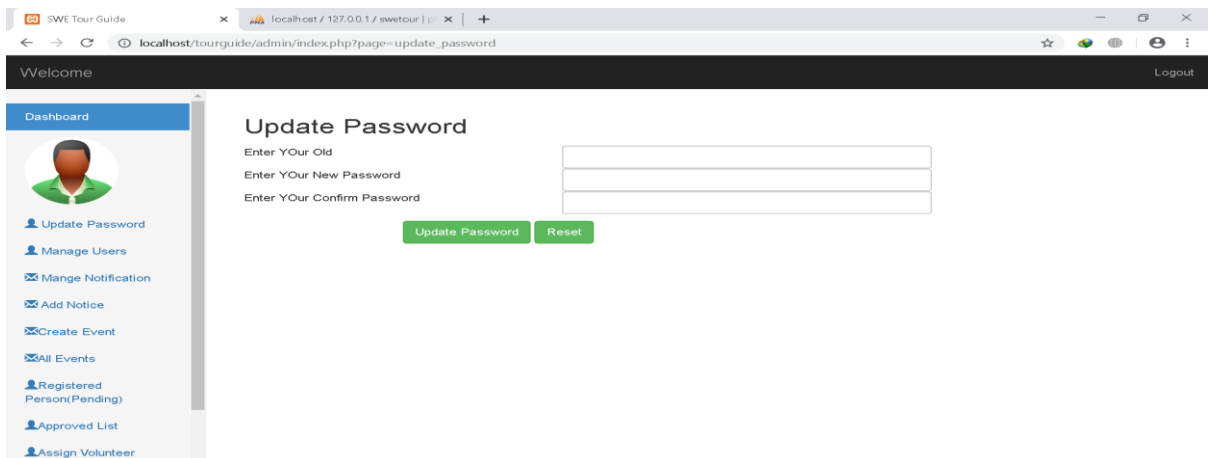 SWE Tour Guide
localhost / 127.0.0.1 / swetour | p
localhost/tourguide/admin/index.php?page=update_password
Welcome
Logout
Dashboard
Update Password
Manage Users
Mange Notification
Add Notice
Create Event
All Events
Registered
Person(Pending)
Approved List
Assign Volunteer
Update Password
Enter YOur Old
Enter YOur New Password
Enter YOur Confirm Password
Update Password Reset